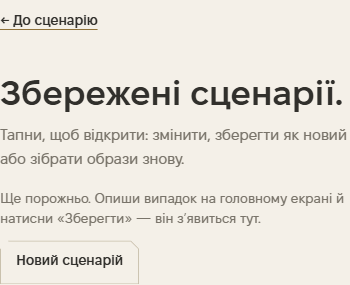 ← До сценарію
Збережені сценарії.
Тапни, щоб відкрити: змінити, зберегти як новий
або зібрати образи знову.
Ще порожньо. Опиши випадок на головному екрані й
натисни «Зберегти» — він з’явиться тут.
Новий сценарій